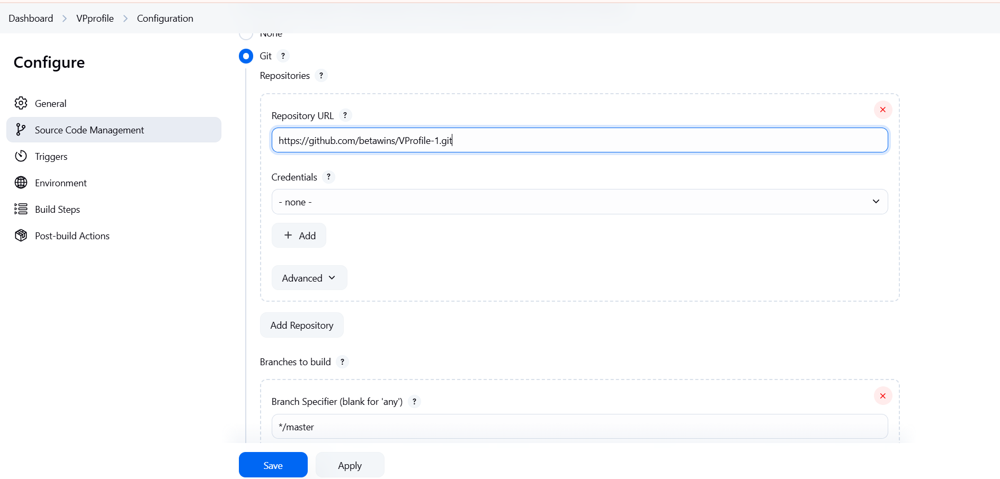 Dashboard > VPprofile > Configuration
None
Configure
Git ?
Repositories ?
General
Source Code Management
Triggers
Environment
Build Steps
Post-build Actions
Repository URL ?
https://github.com/betawins/VProfile-1.git
Credentials ?
- none -
+ Add
Advanced
Add Repository
Branches to build ?
Branch Specifier (blank for 'any') ?
*/master
Save
Apply